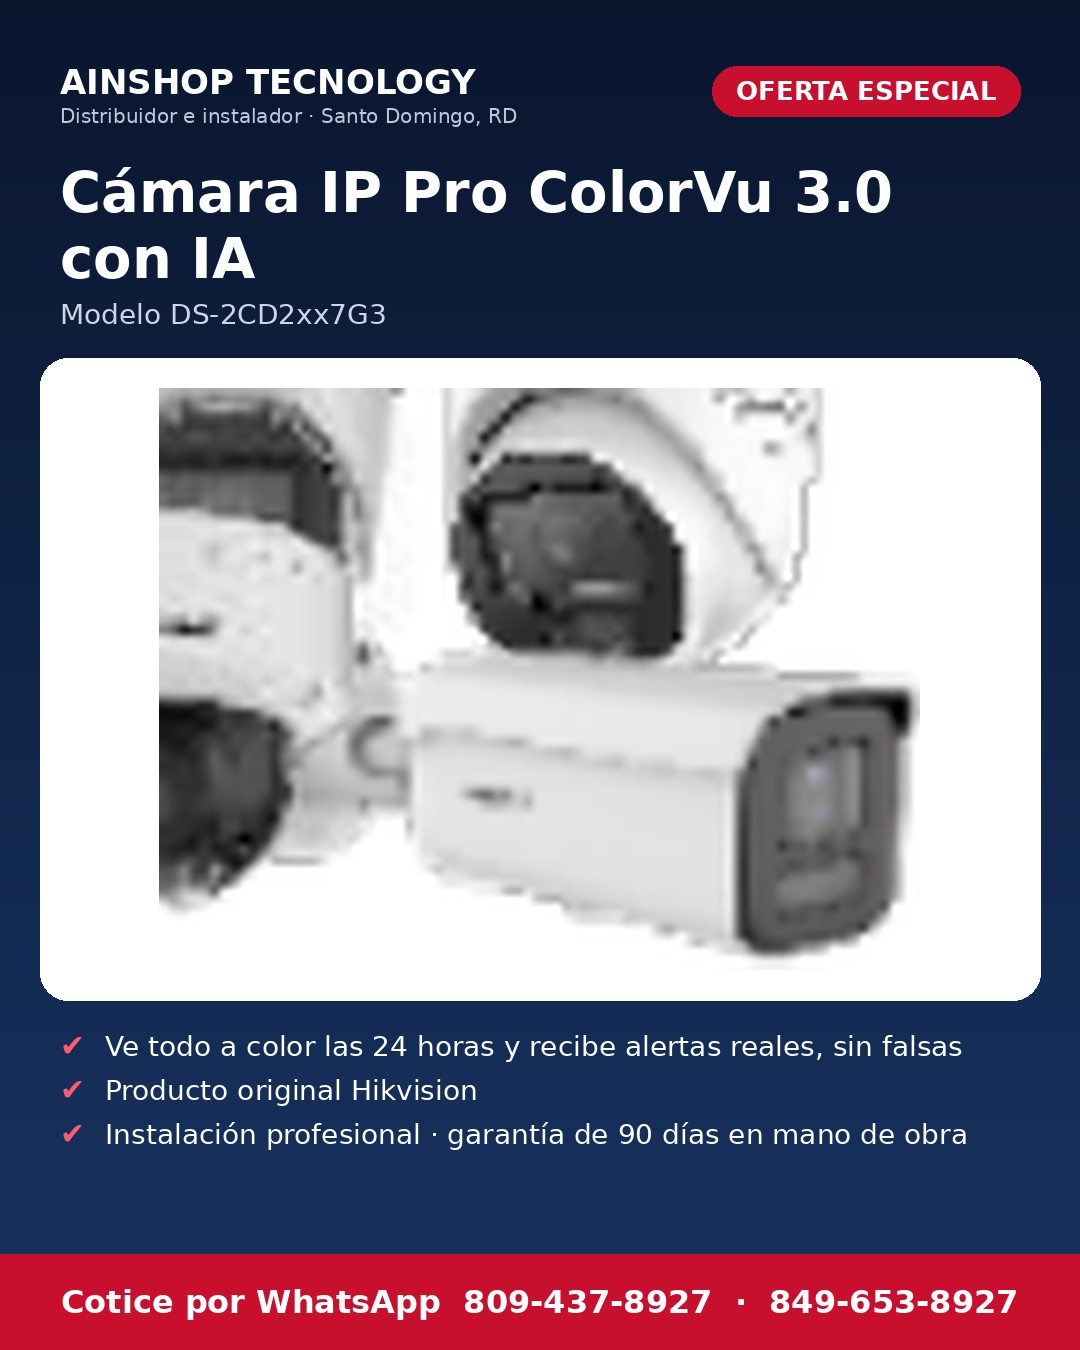 AINSHOP TECNOLOGY
OFERTA ESPECIAL
Distribuidor e instalador · Santo Domingo, RD
Cámara IP Pro ColorVu 3.0
con IA
Modelo DS-2CD2xx7G3
✔ Ve todo a color las 24 horas y recibe alertas reales, sin falsas
✔ Producto original Hikvision
✔ Instalación profesional · garantía de 90 días en mano de obra
Cotice por WhatsApp 809-437-8927 · 849-653-8927